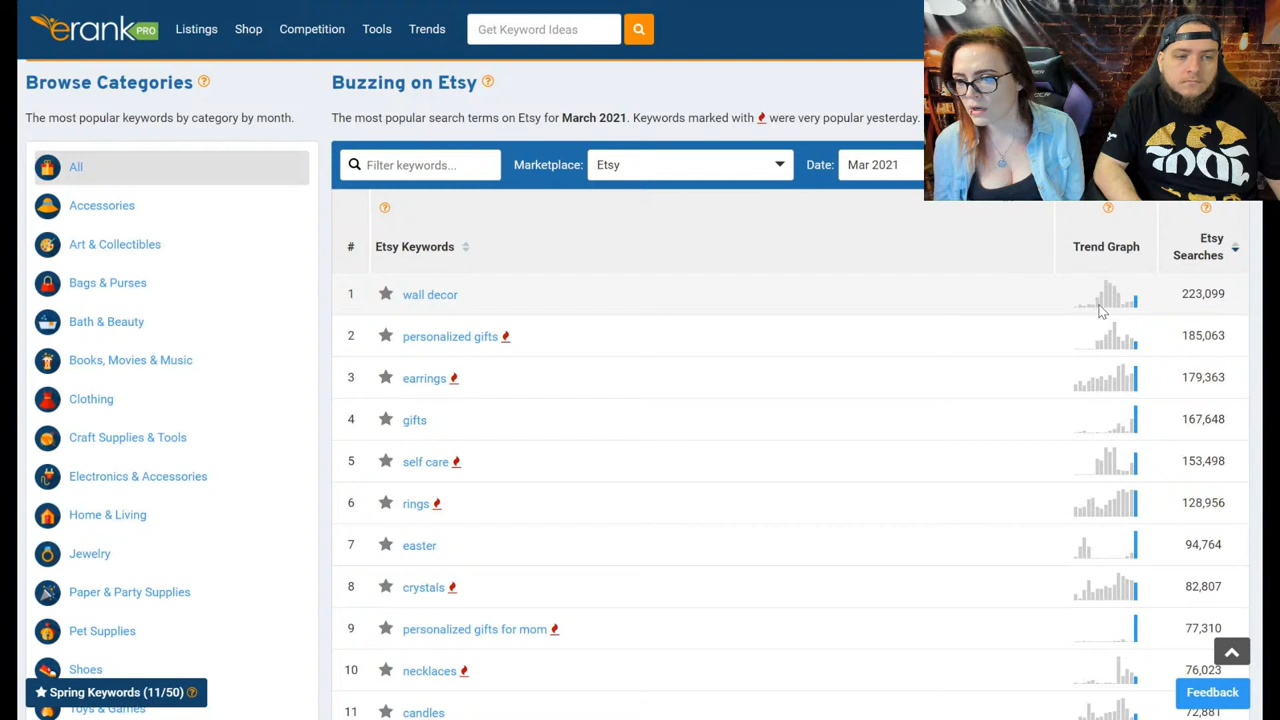 erank PRO
Listings Shop Competition Tools Trends
Get Keyword Ideas
Browse Categories ?
The most popular keywords by category by month.
All
Accessories
Art & Collectibles
Bags & Purses
Bath & Beauty
Books, Movies & Music
Clothing
Craft Supplies & Tools
Electronics & Accessories
Home & Living
Jewelry
Paper & Party Supplies
Pet Supplies
Shoes
Toys & Games
Spring Keywords (11/50) ?
Buzzing on Etsy ?
The most popular search terms on Etsy for March 2021. Keywords marked with were very popular yesterday.
Filter keywords... Marketplace: Etsy Date: Mar 2021
? ? ?
# Etsy Keywords Trend Graph Etsy Searches
1 wall decor 223,099
2 personalized gifts 185,063
3 earrings 179,363
4 gifts 167,648
5 self care 153,498
6 rings 128,956
7 easter 94,764
8 crystals 82,807
9 personalized gifts for mom 77,310
10 necklaces 76,023
11 candles 72,881
Feedback